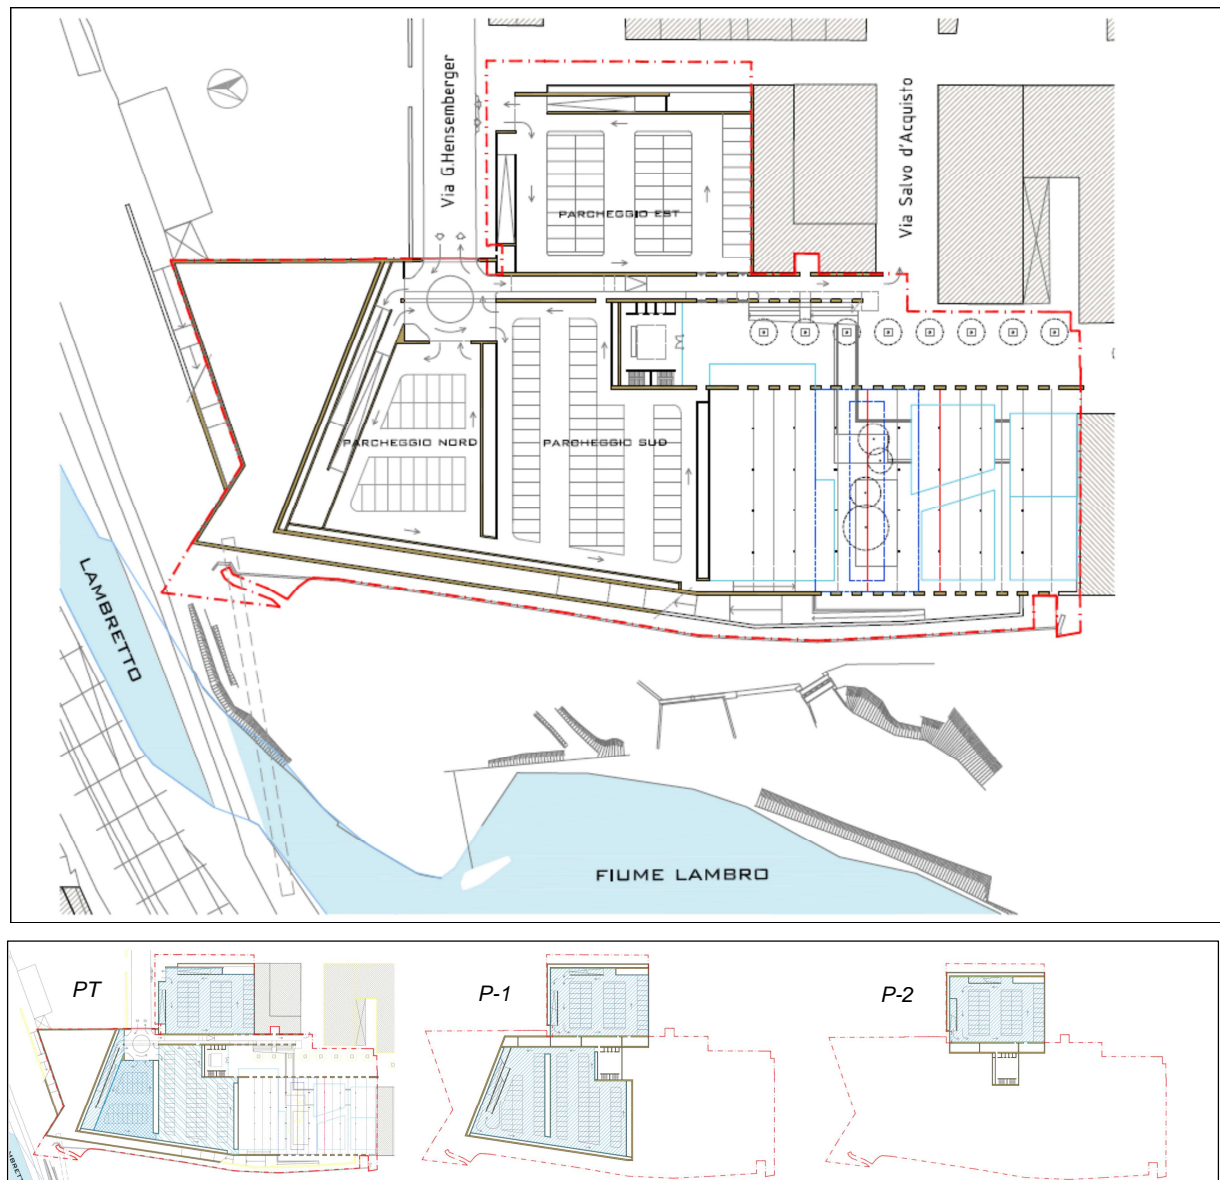 Via G.Hensemberger
Via Salvo d'Acquisto
PARCHEGGIO EST
PARCHEGGIO NORD
PARCHEGGIO SUD
LAMBRETTO
FIUME LAMBRO
PT
P-1
P-2